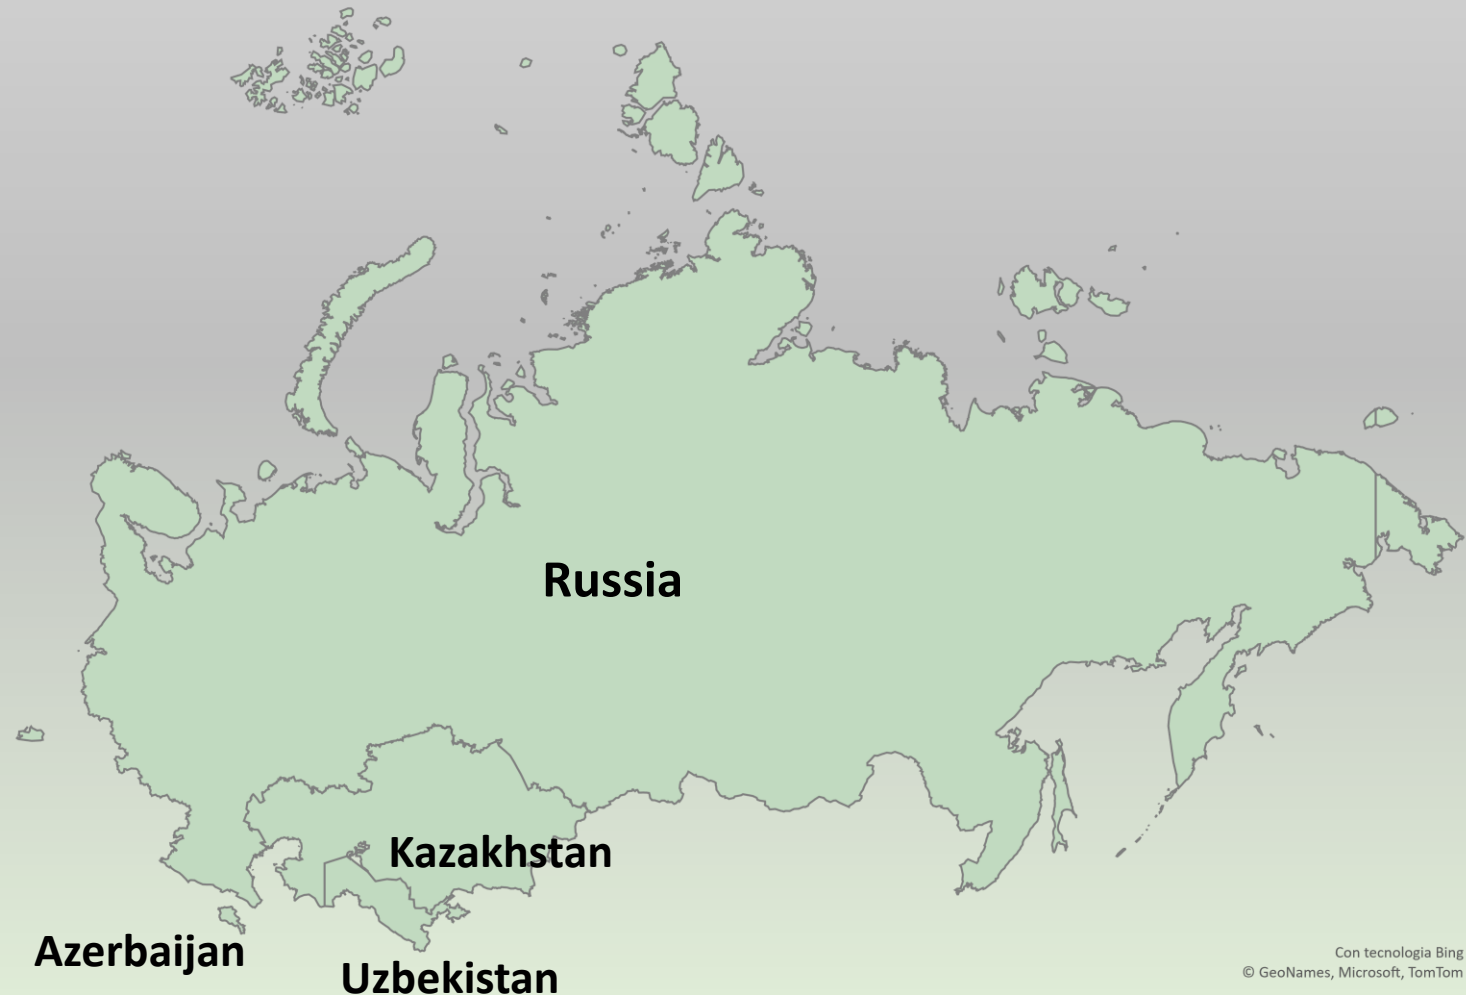 Russia
Kazakhstan
Azerbaijan
Uzbekistan
Con tecnologia Bing
© GeoNames, Microsoft, TomTom